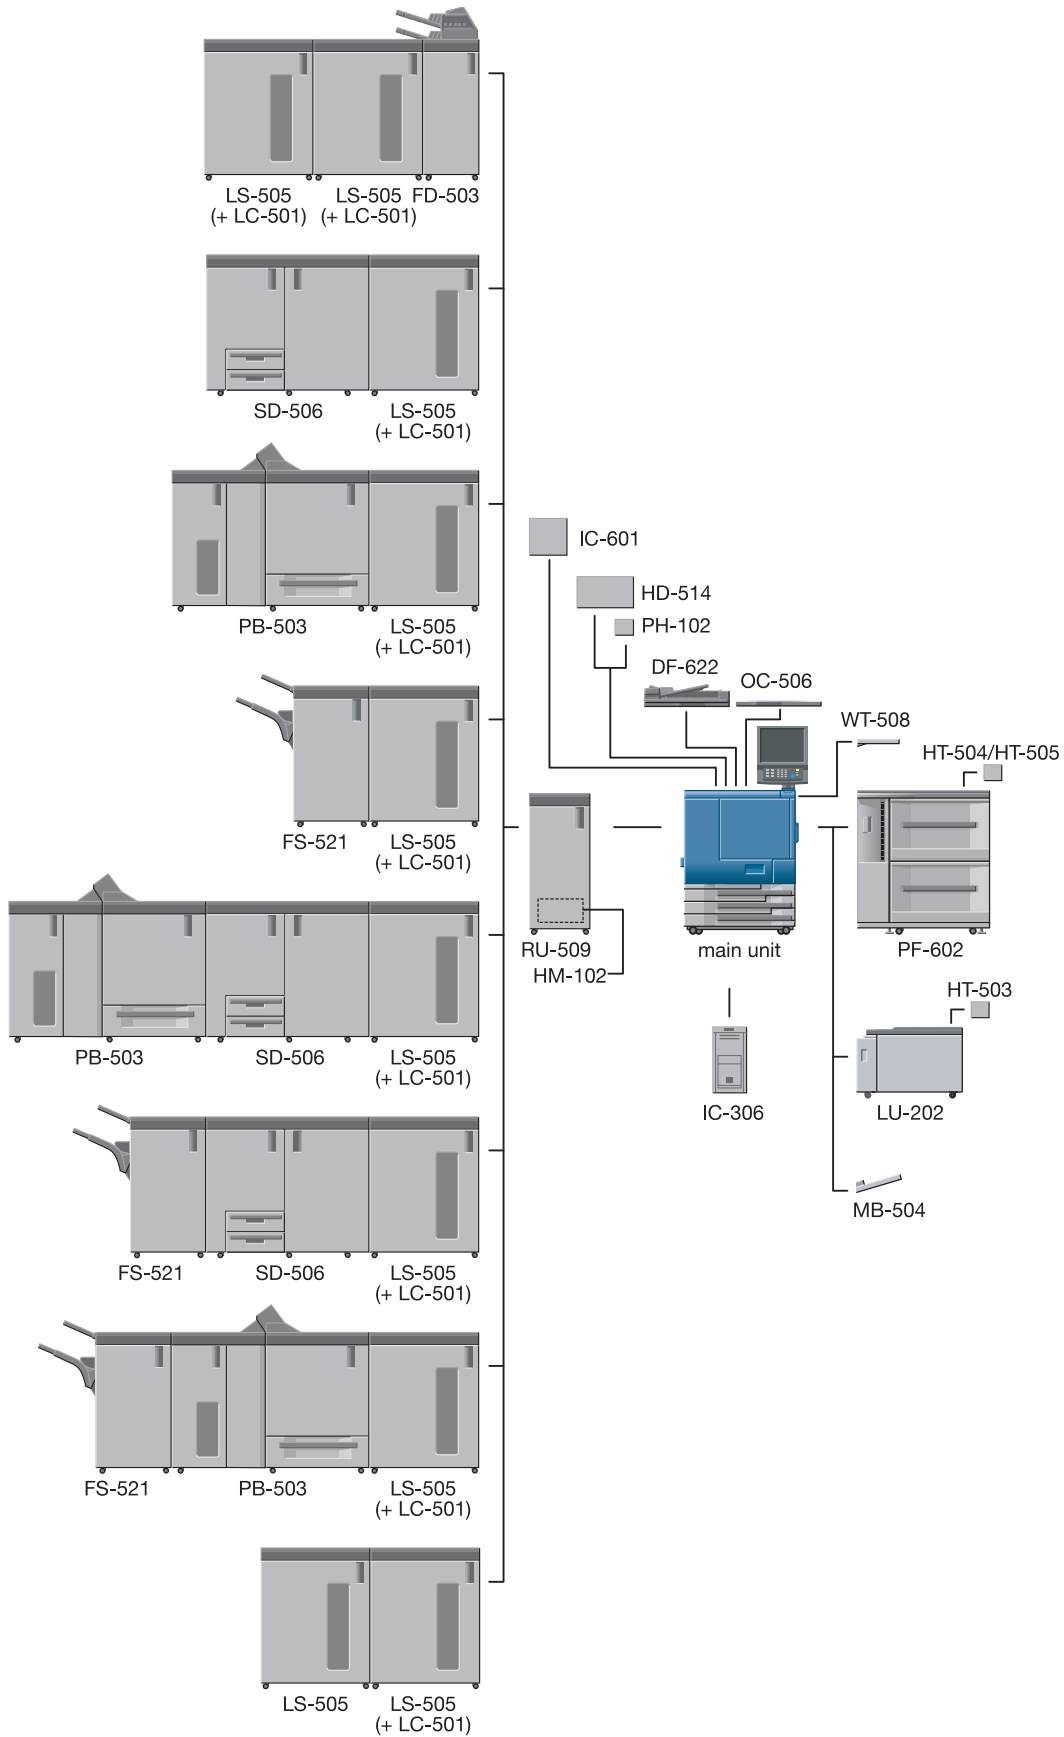 LS-505
(+ LC-501)
LS-505
(+ LC-501)
FD-503
SD-506
LS-505
(+ LC-501)
PB-503
LS-505
(+ LC-501)
IC-601
HD-514
PH-102
DF-622
OC-506
WT-508
HT-504/HT-505
FS-521
LS-505
(+ LC-501)
RU-509
HM-102
main unit
PF-602
HT-503
PB-503
SD-506
LS-505
(+ LC-501)
IC-306
LU-202
MB-504
FS-521
SD-506
LS-505
(+ LC-501)
FS-521
PB-503
LS-505
(+ LC-501)
LS-505
LS-505
(+ LC-501)